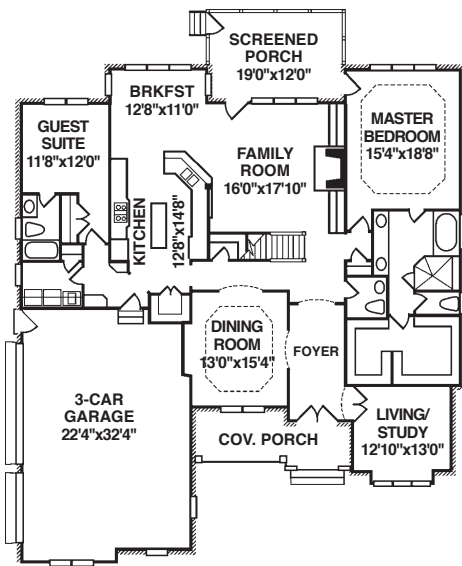 SCREENED
PORCH
19'0"x12'0"
BRKFST
12'8"x11'0"
GUEST
SUITE
11'8"x12'0"
MASTER
BEDROOM
15'4"x18'8"
FAMILY
ROOM
16'0"x17'10"
KITCHEN
12'8"x14'8"
DINING
ROOM
13'0"x15'4"
FOYER
3-CAR
GARAGE
22'4"x32'4"
COV. PORCH
LIVING/
STUDY
12'10"x13'0"